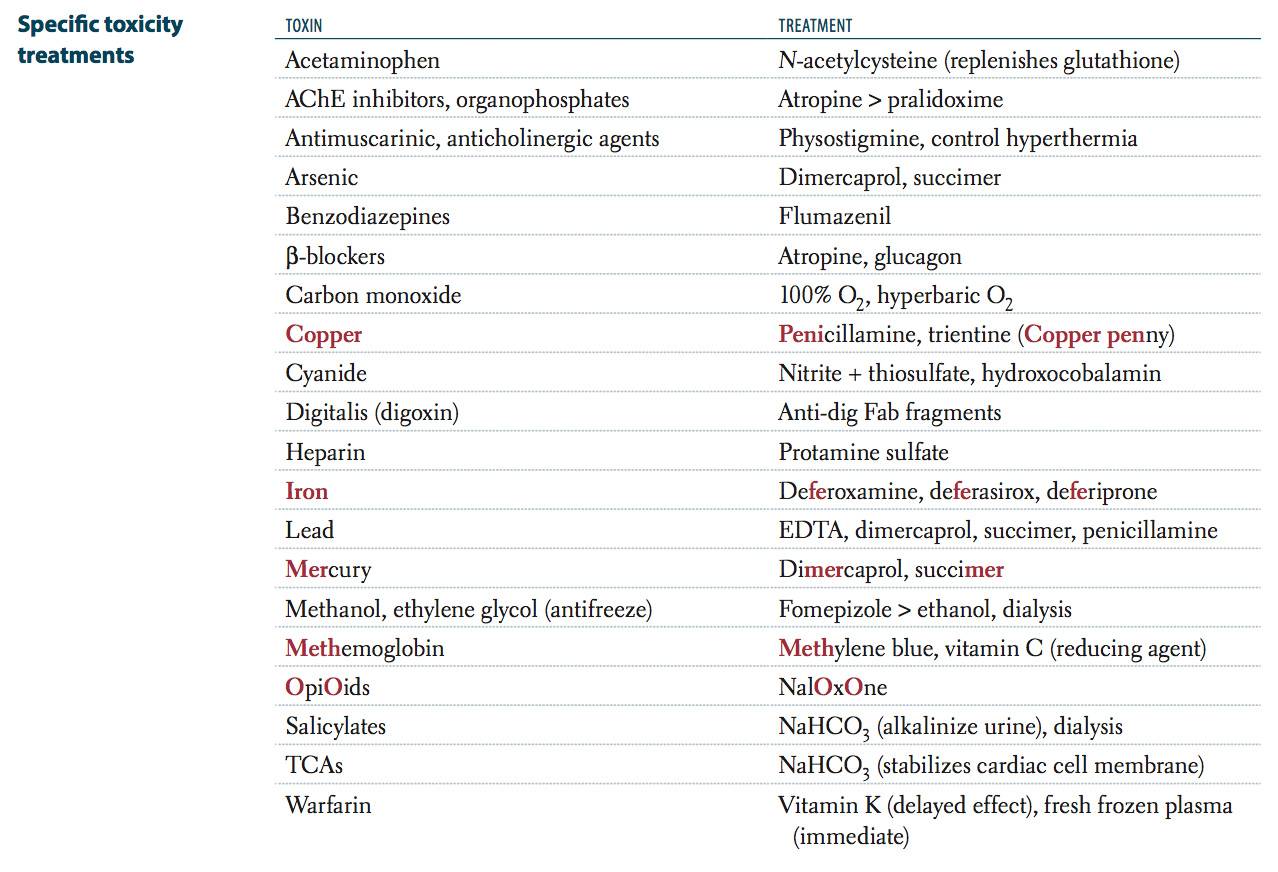 Specific toxicity
treatments
TOXIN TREATMENT
Acetaminophen N-acetylcysteine (replenishes glutathione)
AChE inhibitors, organophosphates Atropine > pralidoxime
Antimuscarinic, anticholinergic agents Physostigmine, control hyperthermia
Arsenic Dimercaprol, succimer
Benzodiazepines Flumazenil
β-blockers Atropine, glucagon
Carbon monoxide 100% O₂, hyperbaric O₂
Copper Penicillamine, trientine (Copper penny)
Cyanide Nitrite + thiosulfate, hydroxocobalamin
Digitalis (digoxin) Anti-dig Fab fragments
Heparin Protamine sulfate
Iron Deferoxamine, deferasirox, deferiprone
Lead EDTA, dimercaprol, succimer, penicillamine
Mercury Dimercaprol, succimer
Methanol, ethylene glycol (antifreeze) Fomepizole > ethanol, dialysis
Methemoglobin Methylene blue, vitamin C (reducing agent)
OpiOids NalOxOne
Salicylates NaHCO₃ (alkalinize urine), dialysis
TCAs NaHCO₃ (stabilizes cardiac cell membrane)
Warfarin Vitamin K (delayed effect), fresh frozen plasma
(immediate)